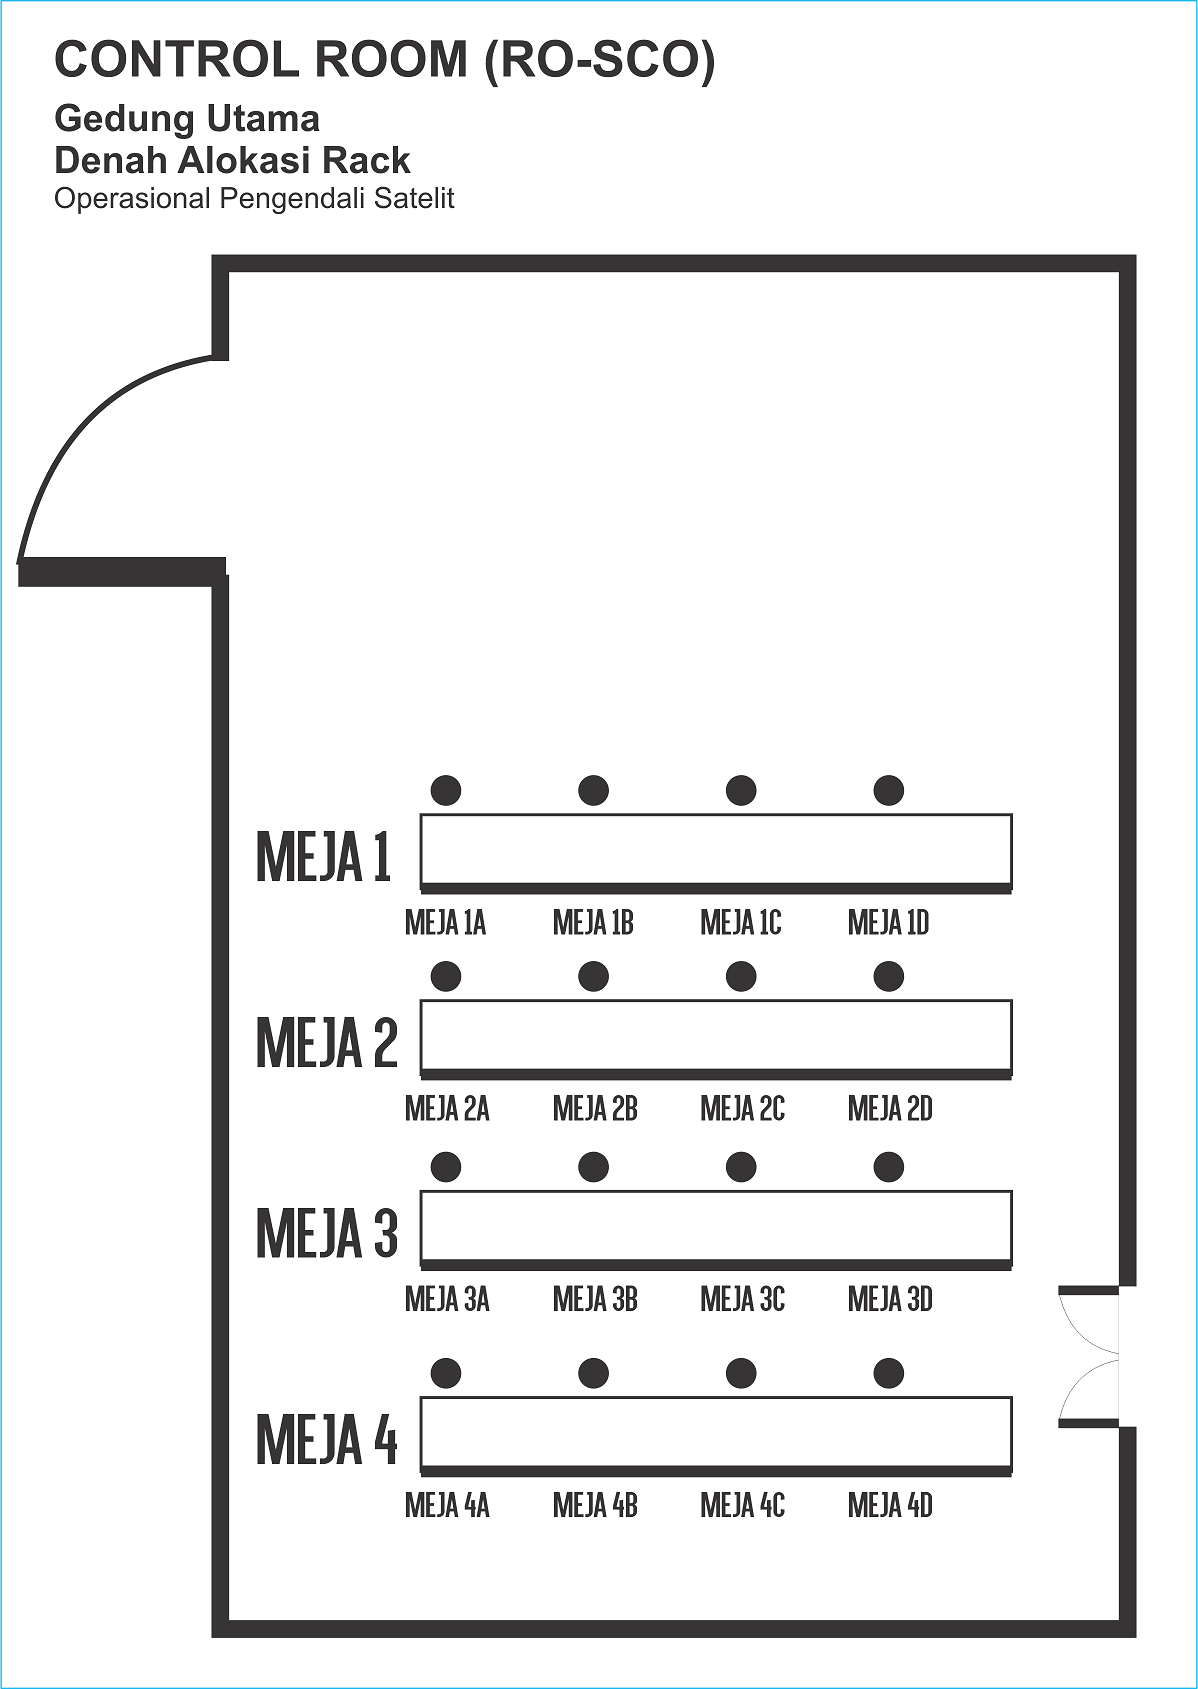 CONTROL ROOM (RO-SCO)
Gedung Utama
Denah Alokasi Rack
Operasional Pengendali Satelit
MEJA 1
MEJA 1A MEJA 1B MEJA 1C MEJA 1D
MEJA 2
MEJA 2A MEJA 2B MEJA 2C MEJA 2D
MEJA 3
MEJA 3A MEJA 3B MEJA 3C MEJA 3D
MEJA 4
MEJA 4A MEJA 4B MEJA 4C MEJA 4D